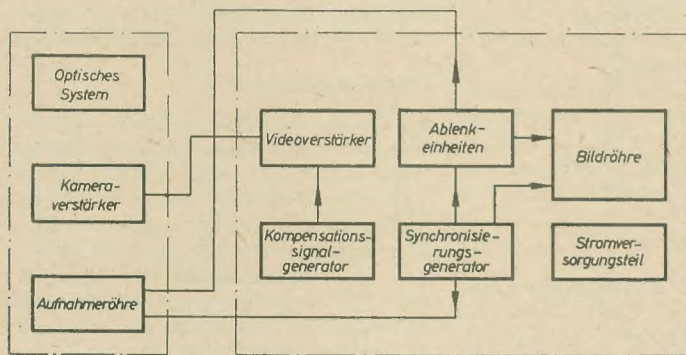 Optisches
System
Kamera-
verstärker
Aufnahmeröhre
Videoverstärker
Kompensations-
signal-
generator
Ablenk-
einheiten
Synchronisie-
rungs-
generator
Bildröhre
Stromver-
sorgungsteil